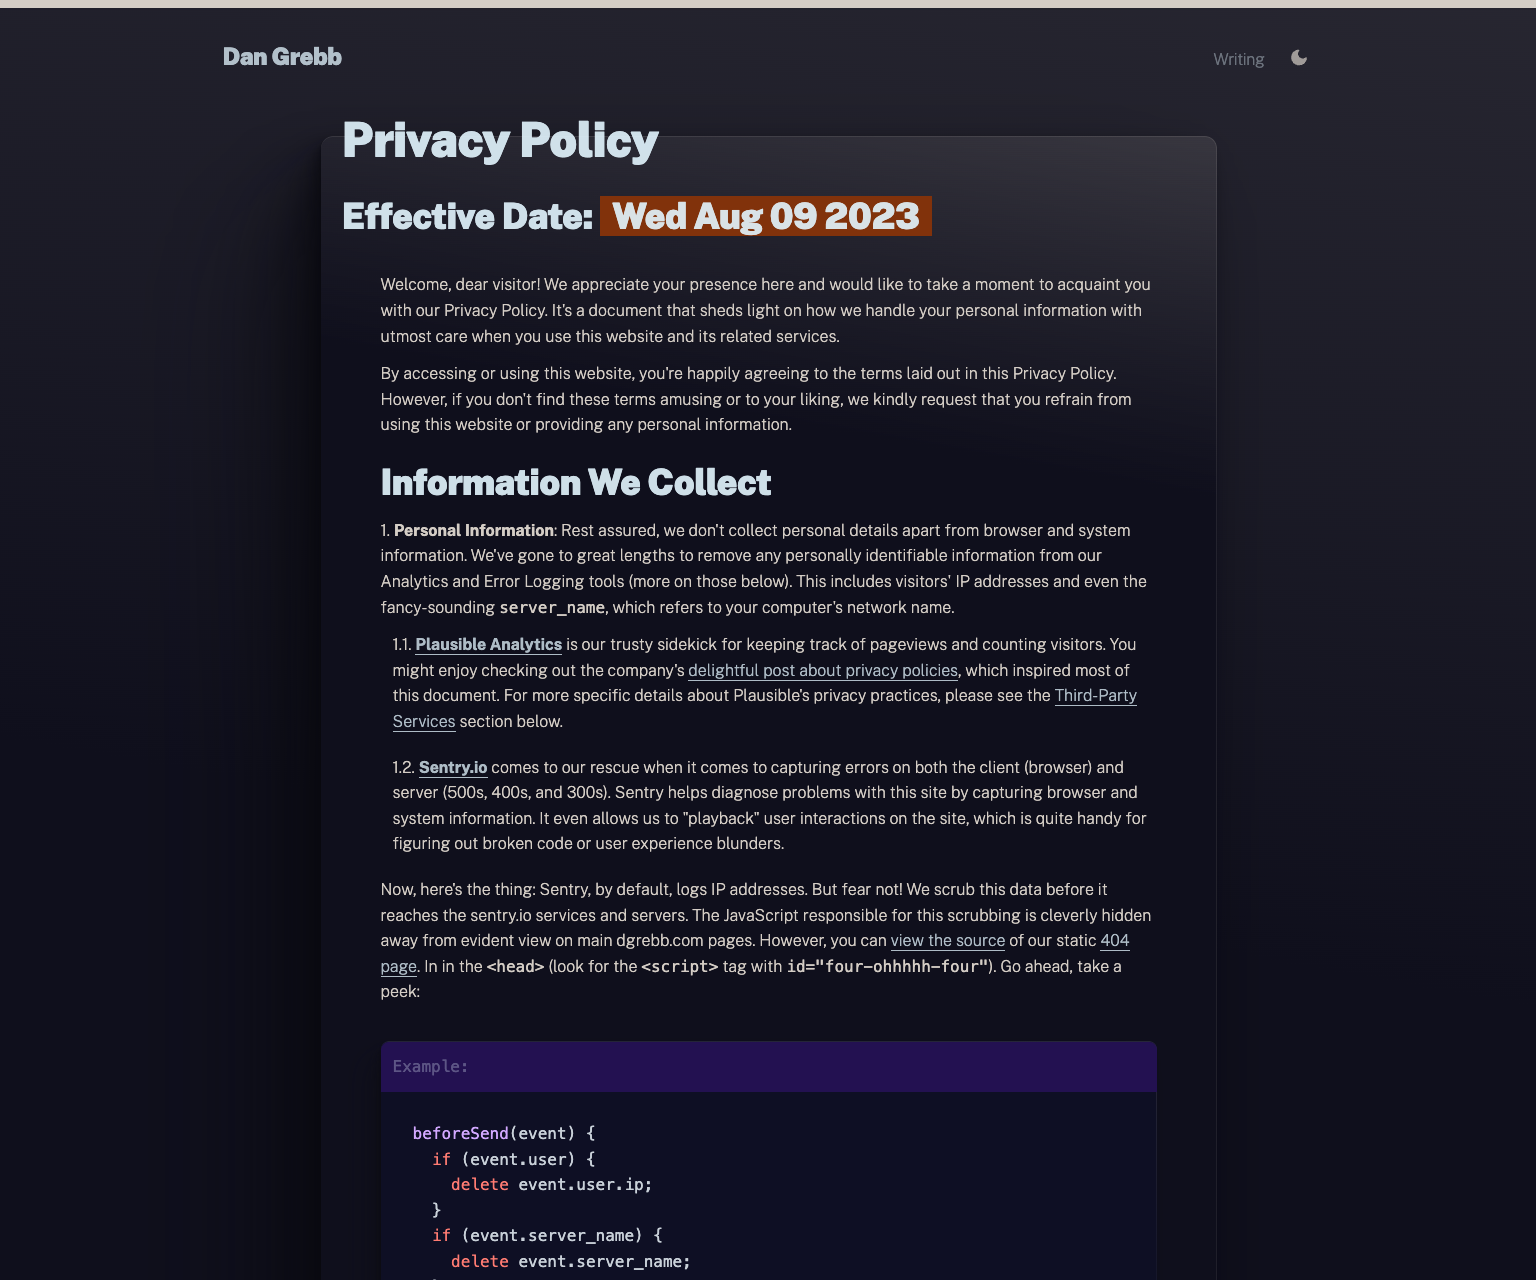 Dan Grebb
Writing
Privacy Policy
Effective Date: Wed Aug 09 2023
Welcome, dear visitor! We appreciate your presence here and would like to take a moment to acquaint you
with our Privacy Policy. It's a document that sheds light on how we handle your personal information with
utmost care when you use this website and its related services.
By accessing or using this website, you're happily agreeing to the terms laid out in this Privacy Policy.
However, if you don't find these terms amusing or to your liking, we kindly request that you refrain from
using this website or providing any personal information.
Information We Collect
1. Personal Information: Rest assured, we don't collect personal details apart from browser and system
information. We've gone to great lengths to remove any personally identifiable information from our
Analytics and Error Logging tools (more on those below). This includes visitors' IP addresses and even the
fancy-sounding server_name, which refers to your computer's network name.
1.1. Plausible Analytics is our trusty sidekick for keeping track of pageviews and counting visitors. You
might enjoy checking out the company's delightful post about privacy policies, which inspired most of
this document. For more specific details about Plausible's privacy practices, please see the Third-Party
Services section below.
1.2. Sentry.io comes to our rescue when it comes to capturing errors on both the client (browser) and
server (500s, 400s, and 300s). Sentry helps diagnose problems with this site by capturing browser and
system information. It even allows us to "playback" user interactions on the site, which is quite handy for
figuring out broken code or user experience blunders.
Now, here's the thing: Sentry, by default, logs IP addresses. But fear not! We scrub this data before it
reaches the sentry.io services and servers. The JavaScript responsible for this scrubbing is cleverly hidden
away from evident view on main dgrebb.com pages. However, you can view the source of our static 404
page. In in the <head> (look for the <script> tag with id="four-ohhhhh-four"). Go ahead, take a
peek:
Example:
beforeSend(event) {
if (event.user) {
delete event.user.ip;
}
if (event.server_name) {
delete event.server_name;